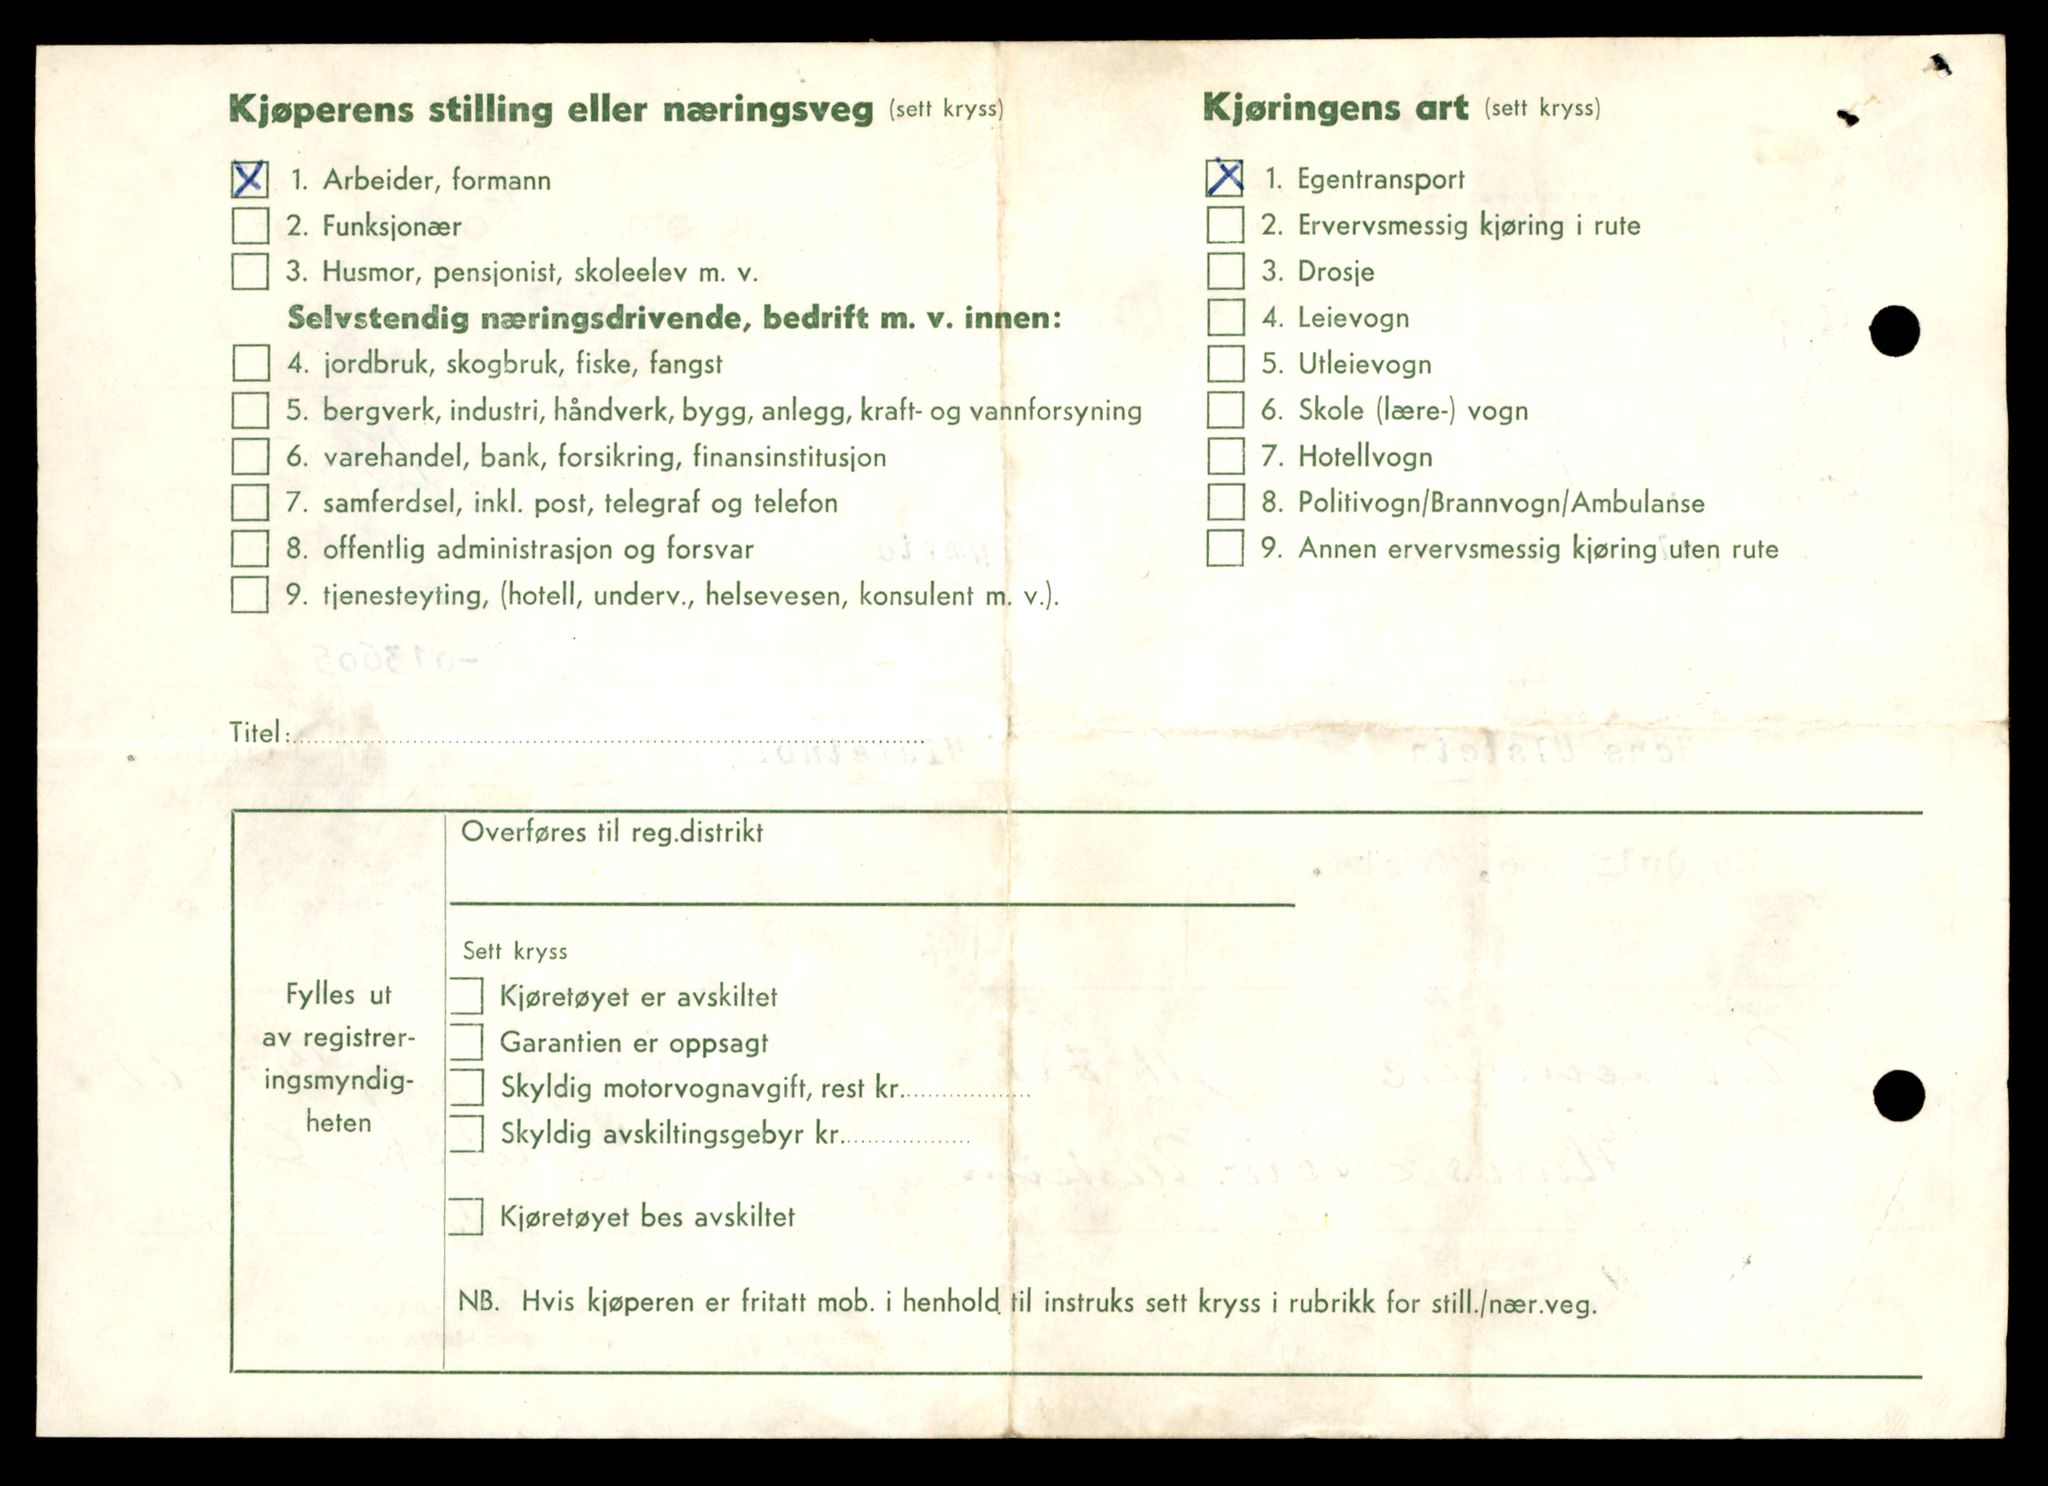 Kjøperens stilling eller næringsveg (sett kryss)
X 1. Arbeider, formann
2. Funksjonær
3. Husmor, pensjonist, skoleelev m. v.
Selvstendig næringsdrivende, bedrift m. v. innen:
4. jordbruk, skogbruk, fiske, fangst
5. bergverk, industri, håndverk, bygg, anlegg, kraft- og vannforsyning
6. varehandel, bank, forsikring, finansinstitusjon
7. samferdsel, inkl. post, telegraf og telefon
8. offentlig administrasjon og forsvar
9. tjenesteyting, (hotell, underv., helsevesen, konsulent m. v.).
Kjøringens art (sett kryss)
X 1. Egentransport
2. Ervervsmessig kjøring i rute
3. Drosje
4. Leievogn
5. Utleievogn
6. Skole (lære-) vogn
7. Hotellvogn
8. Politivogn/Brannvogn/Ambulanse
9. Annen ervervsmessig kjøring uten rute
Titel:
Fylles ut
av registrer-
ingsmyndig-
heten
Overføres til reg.distrikt
Sett kryss
Kjøretøyet er avskiltet
Garantien er oppsagt
Skyldig motorvognavgift, rest kr.
Skyldig avskiltingsgebyr kr.
Kjøretøyet bes avskiltet
NB. Hvis kjøperen er fritatt mob. i henhold til instruks sett kryss i rubrikk for still./nær.veg.